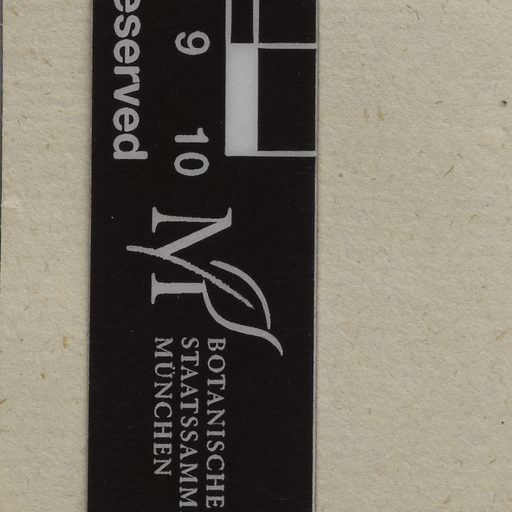 eserved
9
10
M
BOTANISCHE
STAATSSAMM
MÜNCHEN